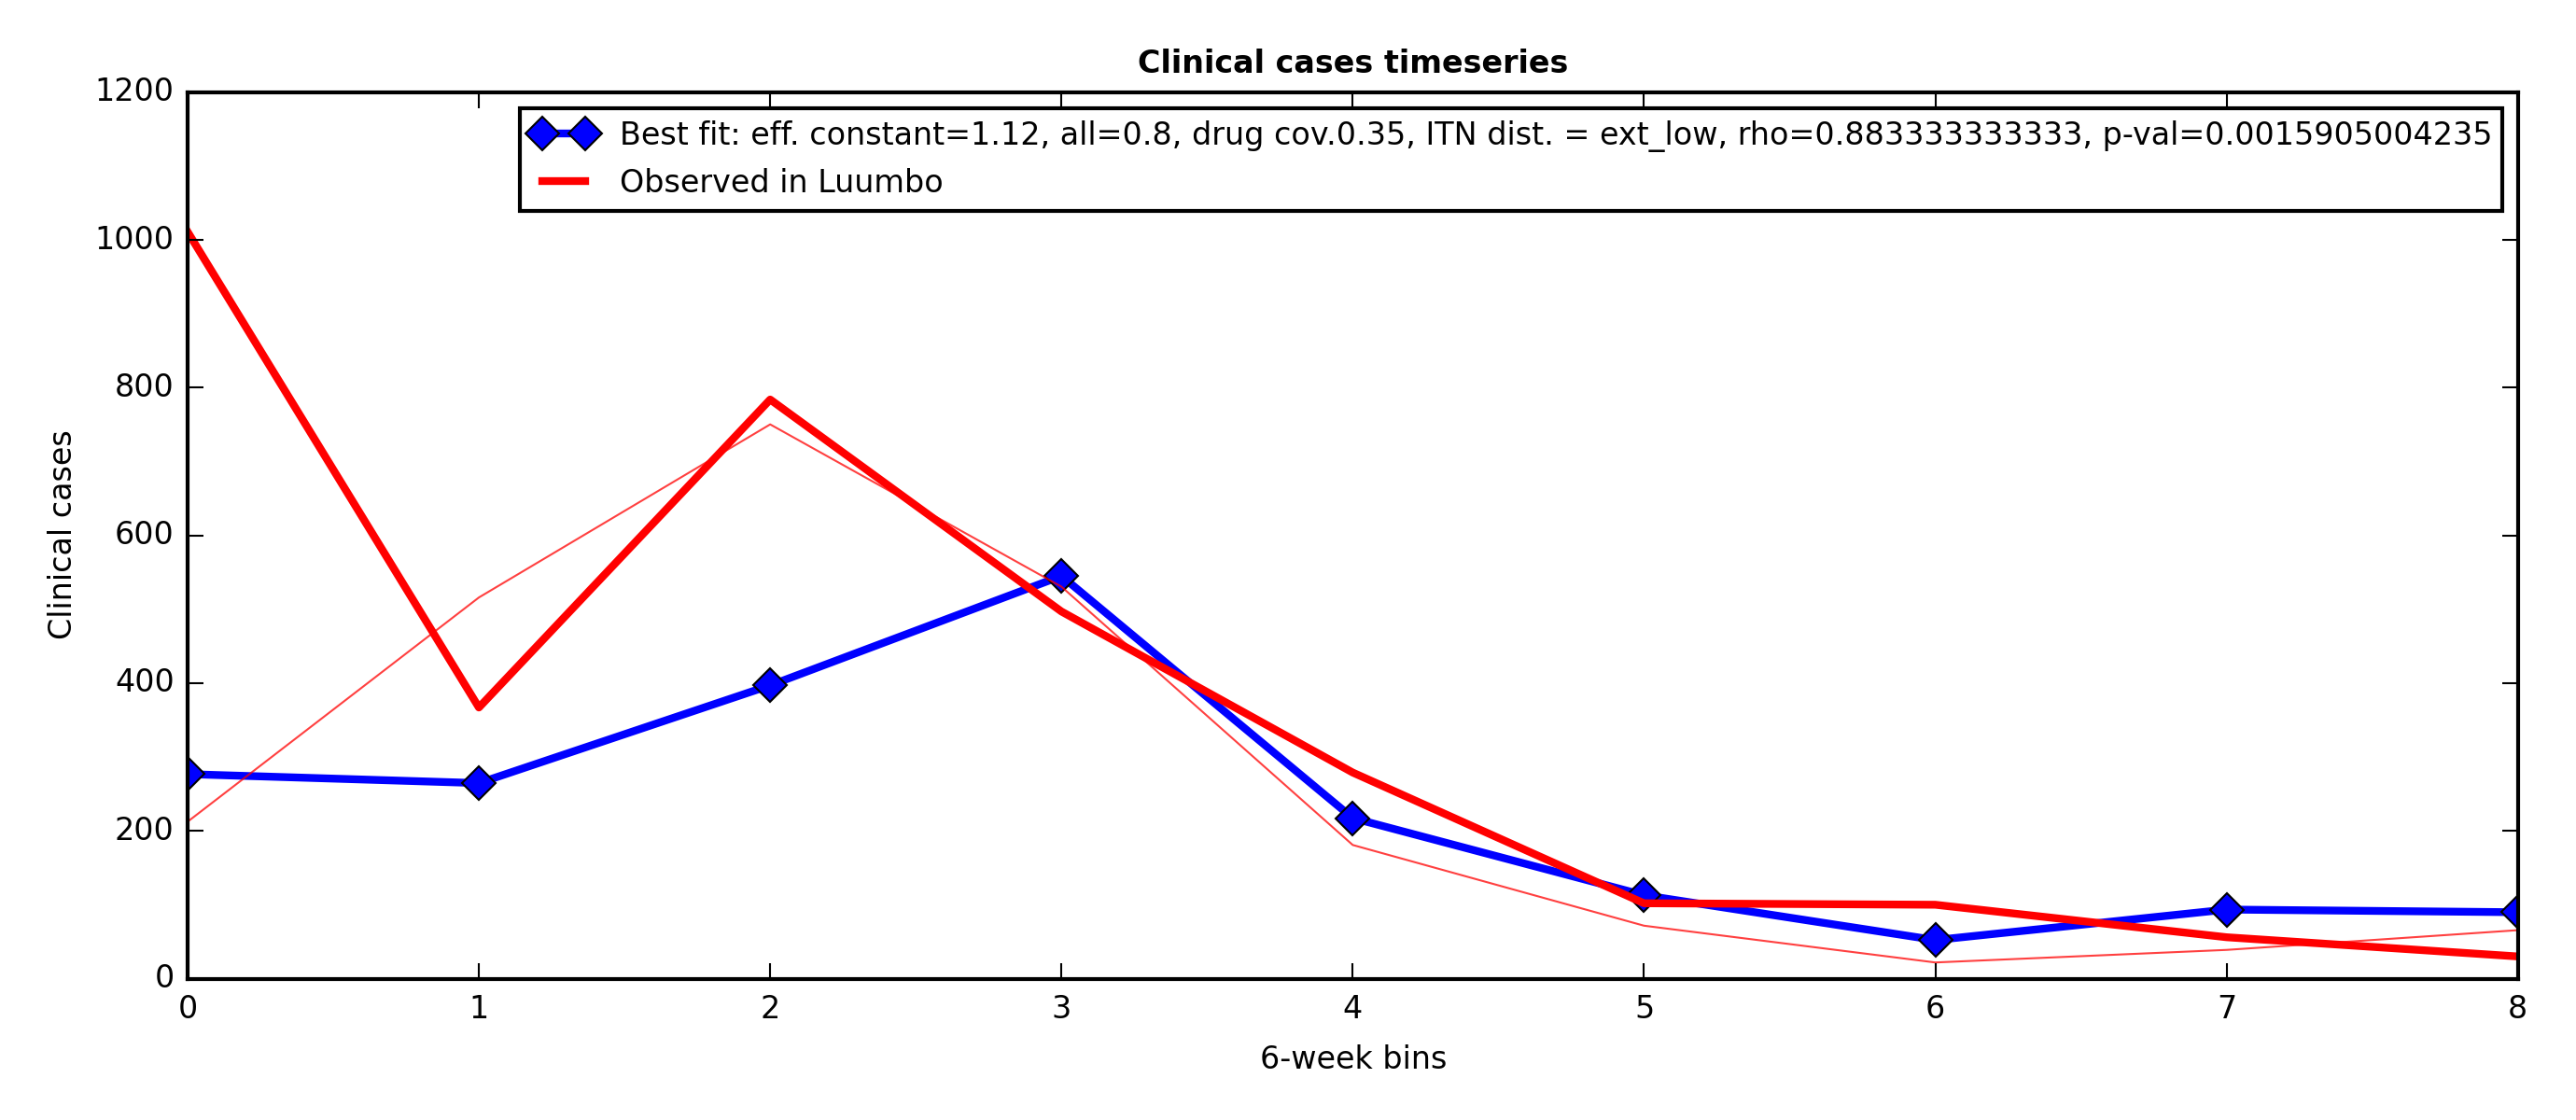 Clinical cases timeseries
1200
1000
800
600
400
200
0
Clinical cases
Best fit: eff. constant=1.12, all=0.8, drug cov.0.35, ITN dist. = ext_low, rho=0.883333333333, p-val=0.0015905004235
Observed in Luumbo
0 1 2 3 4 5 6 7 8
6-week bins